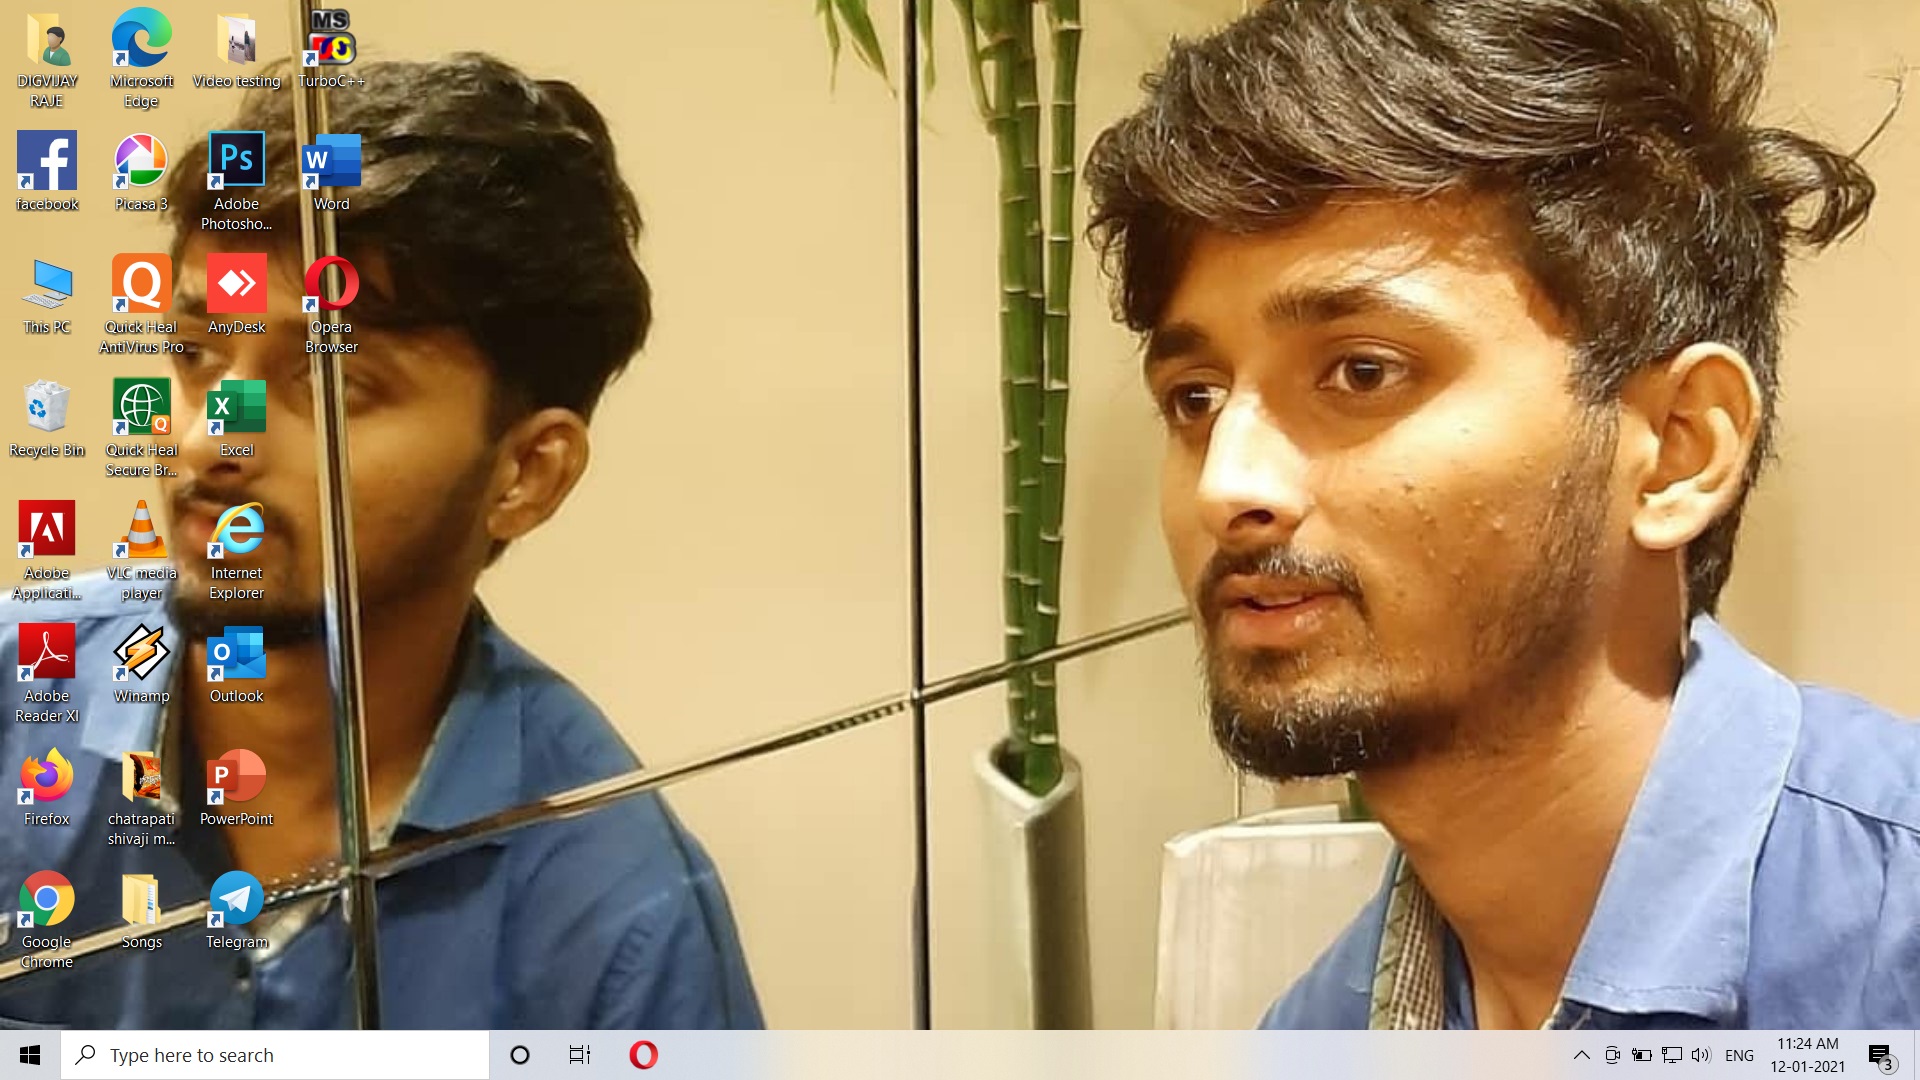 DIGVIJAY
RAJE
Microsoft
Edge
Video testing
MS
TurboC++
facebook
Picasa 3
Ps
Adobe
Photosho...
W
Word
This PC
Q
Quick Heal
AntiVirus Pro
AnyDesk
Opera
Browser
Recycle Bin
Q
Quick Heal
Secure Br...
X
Excel
Adobe
Applicati...
VLC media
player
Internet
Explorer
Adobe
Reader XI
Winamp
O
Outlook
Firefox
chatrapati
shivaji m...
P
PowerPoint
Google
Chrome
Songs
Telegram
Type here to search
ENG
11:24 AM
12-01-2021
3